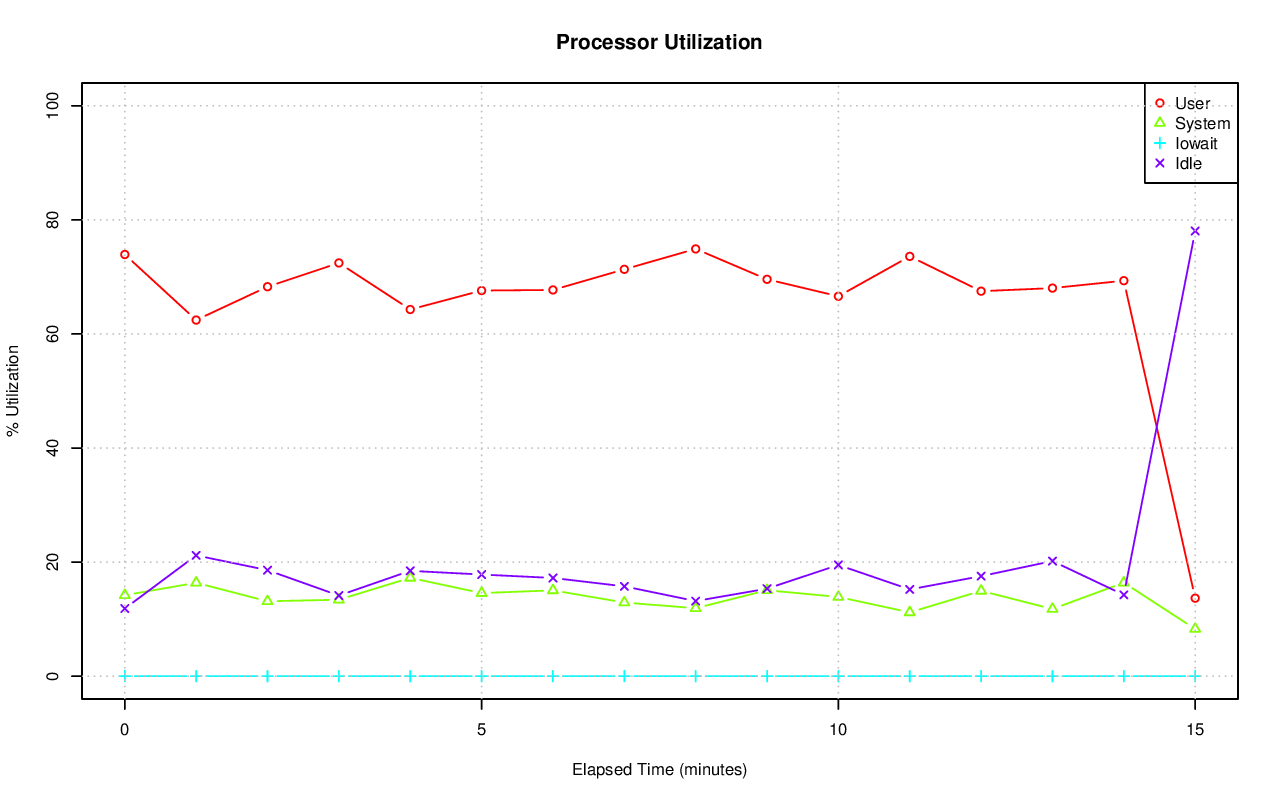 Processor Utilization
% Utilization
100
80
60
40
20
0
User
System
Iowait
Idle
0 5 10 15
Elapsed Time (minutes)